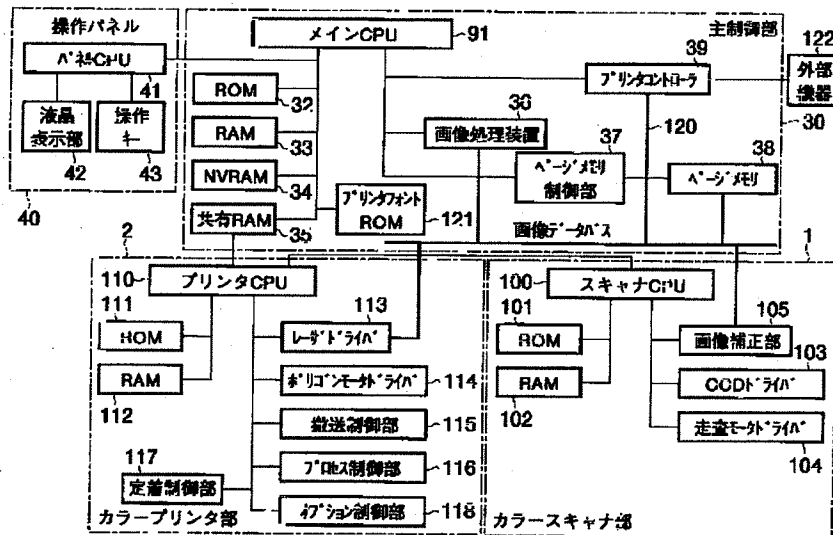 操作パネル
パネルCPU
41
液晶
表示部
42
操作
キー
43
40
メインCPU
91
主制御部
ROM
32
RAM
33
NVRAM
34
共有RAM
35
プリンタフォント
ROM
121
画像処理装置
36
ページメモリ
制御部
37
プリンタコントローラ
39
120
ページメモリ
38
画像データバス
外部
機器
122
30
2
プリンタCPU
110
111
ROM
RAM
112
レーザドライバ
113
ポリゴンモータドライバ
114
搬送制御部
115
プロセス制御部
116
117
定着制御部
オプション制御部
118
カラープリンタ部
1
スキャナCPU
100
101
ROM
RAM
102
画像補正部
105
CCDドライバ
103
走査モータドライバ
104
カラースキャナ部